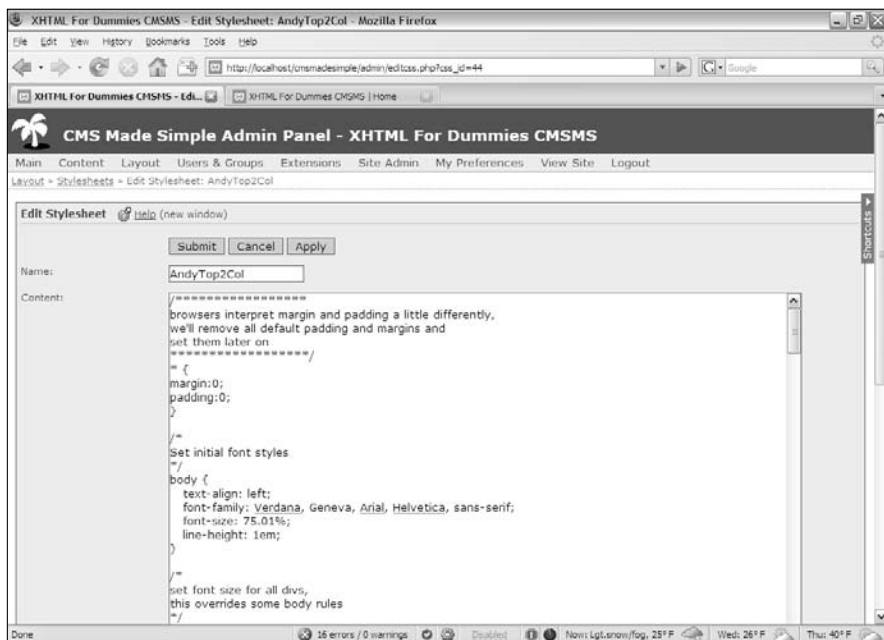 XHTML For Dummies CMSMS - Edit Stylesheet: AndyTop2Col - Mozilla Firefox
File Edit View History Bookmarks Tools Help
http://localhost/cmsmadesimple/admin/editcss.php?css_id=44
Google
XHTML For Dummies CMSMS - Edi...
XHTML For Dummies CMSMS | Home
CMS Made Simple Admin Panel - XHTML For Dummies CMSMS
Main Content Layout Users & Groups Extensions Site Admin My Preferences View Site Logout
Layout » Stylesheets » Edit Stylesheet: AndyTop2Col
Edit Stylesheet Help (new window)
Shortcuts
Submit Cancel Apply
Name: AndyTop2Col
Content:
/*****************
browsers interpret margin and padding a little differently,
we'll remove all default padding and margins and
set them later on
******************/
* {
margin:0;
padding:0;
}
/*
Set initial font styles
*/
body {
text-align: left;
font-family: Verdana, Geneva, Arial, Helvetica, sans-serif;
font-size: 75.01%;
line-height: 1em;
}
/*
set font size for all divs,
this overrides some body rules
*/
Done
16 errors / 0 warnings Disabled Now: Lgt.snow/fog, 25° F Wed: 26° F Thu: 40° F